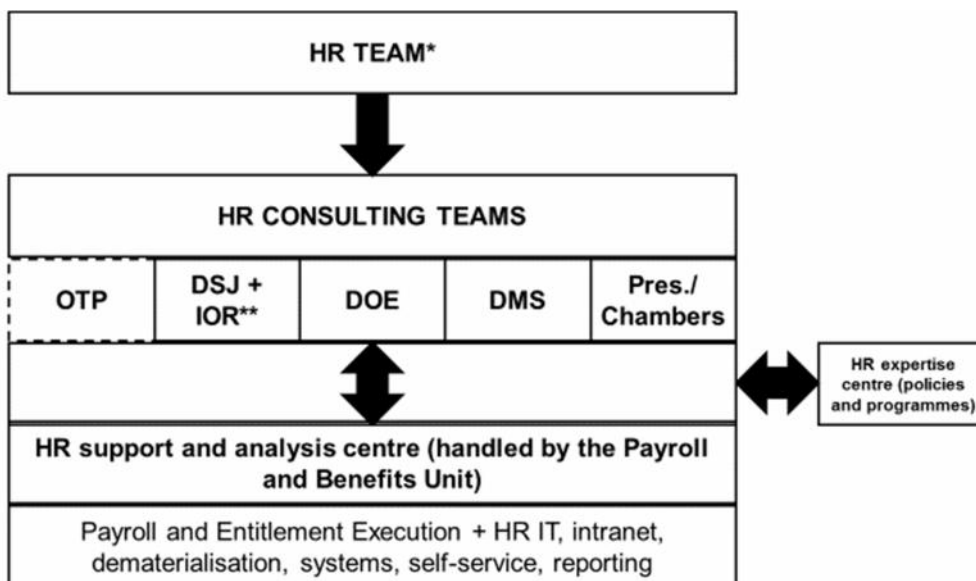 HR TEAM*
HR CONSULTING TEAMS
OTP
DSJ +
IOR**
DOE
DMS
Pres./
Chambers
HR expertise
centre (policies
and programmes)
HR support and analysis centre (handled by the Payroll
and Benefits Unit)
Payroll and Entitlement Execution + HR IT, intranet,
dematerialisation, systems, self-service, reporting